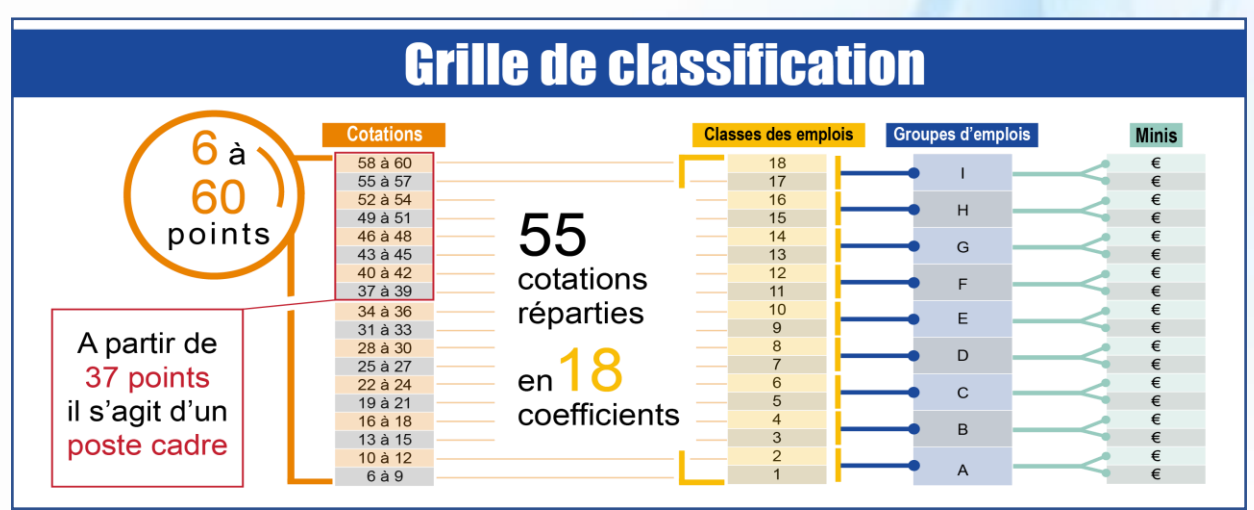 Grille de classification
6 à
60
points
Cotations Classes des emplois Groupes d'emplois Minis
58 à 60 18 I €
55 à 57 17 €
52 à 54 16 H €
49 à 51 15 €
46 à 48 14 G €
43 à 45 13 €
40 à 42 12 F €
37 à 39 11 €
34 à 36 10 E €
31 à 33 9 €
28 à 30 8 D €
25 à 27 7 €
22 à 24 6 C €
19 à 21 5 €
16 à 18 4 B €
13 à 15 3 €
10 à 12 2 A €
6 à 9 1 €
55
cotations
réparties
en 18
coefficients
A partir de
37 points
il s'agit d'un
poste cadre